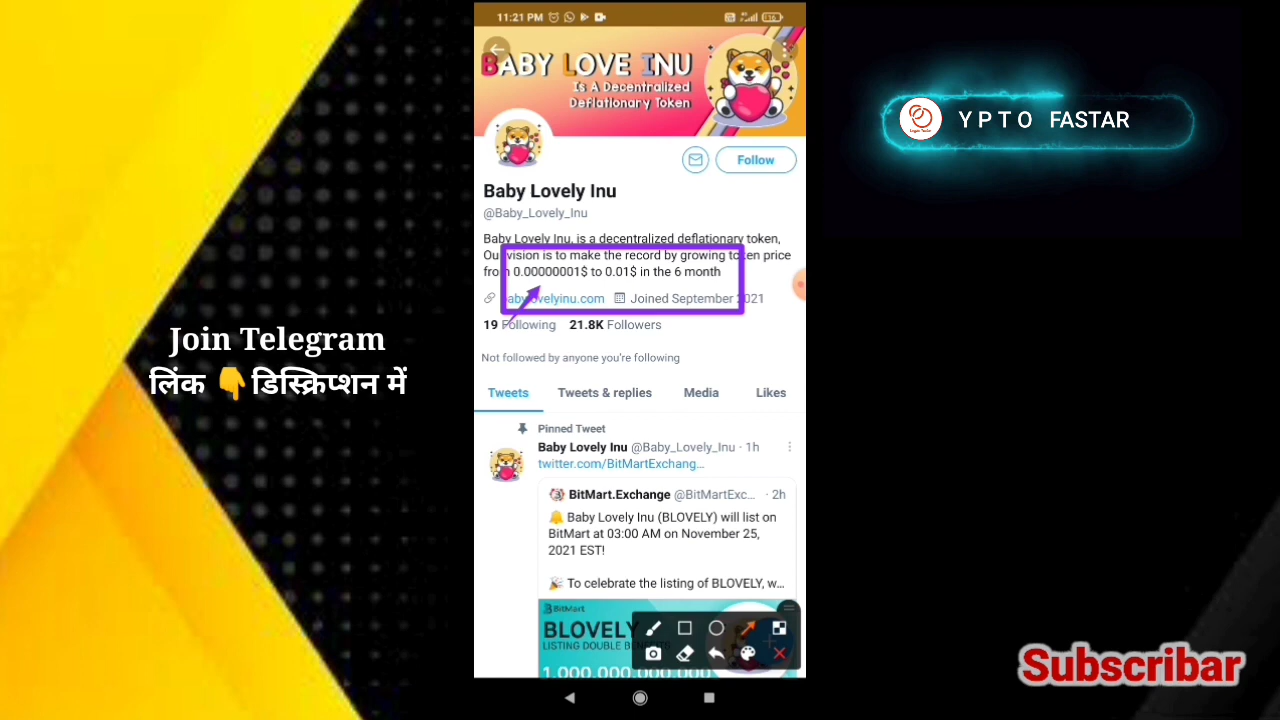 Join Telegram
लिंक 👇 डिस्क्रिप्शन में
11:21 PM
BABY LOVE INU
Is A Decentralized
Deflationary Token
Follow
Baby Lovely Inu
@Baby_Lovely_Inu
Baby Lovely Inu, is a decentralized deflationary token,
Our vision is to make the record by growing token price
from 0.00000001$ to 0.01$ in the 6 month
babylovelyinu.com Joined September 2021
19 Following 21.8K Followers
Not followed by anyone you're following
Tweets Tweets & replies Media Likes
Pinned Tweet
Baby Lovely Inu @Baby_Lovely_Inu · 1h
twitter.com/BitMartExchang...
BitMart.Exchange @BitMartExc... · 2h
🔔 Baby Lovely Inu (BLOVELY) will list on
BitMart at 03:00 AM on November 25,
2021 EST!
🎉 To celebrate the listing of BLOVELY, w...
BitMart
BLOVELY
LISTING DOUBLE
1,000,000,000,000
YPTO FASTAR
Subscribar